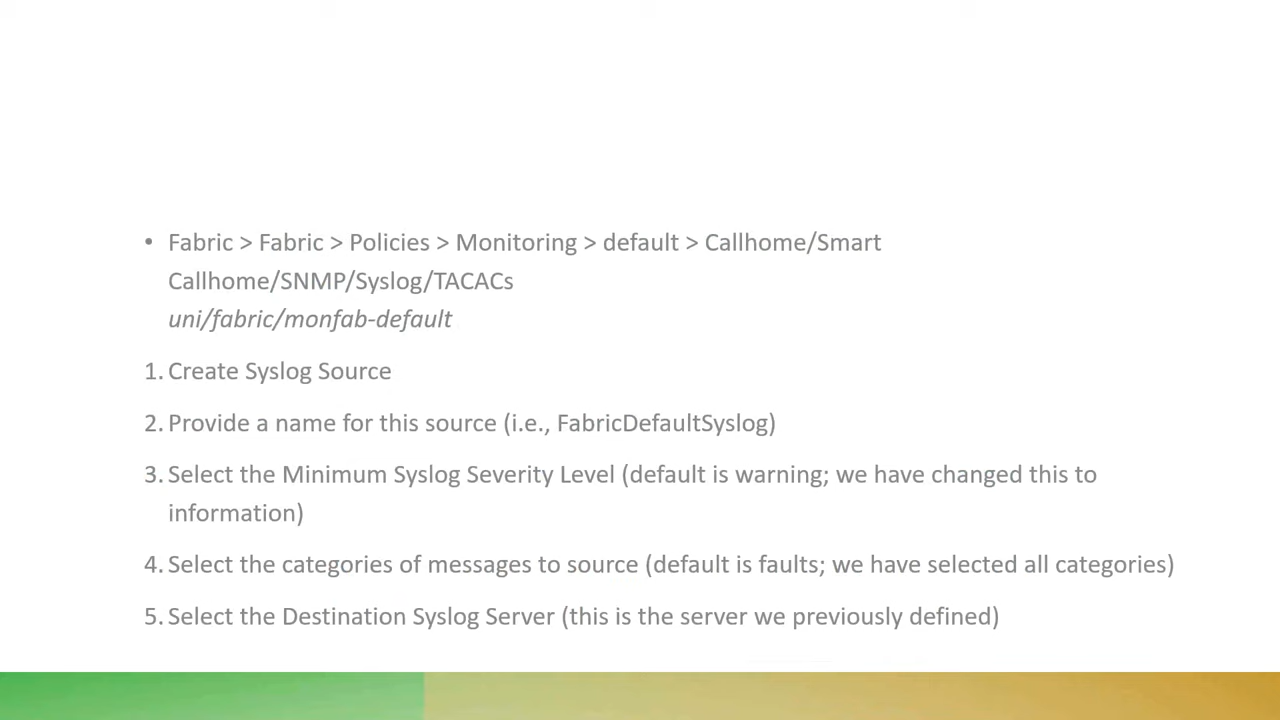 • Fabric > Fabric > Policies > Monitoring > default > Callhome/Smart
Callhome/SNMP/Syslog/TACACs
uni/fabric/monfab-default
1. Create Syslog Source
2. Provide a name for this source (i.e., FabricDefaultSyslog)
3. Select the Minimum Syslog Severity Level (default is warning; we have changed this to
information)
4. Select the categories of messages to source (default is faults; we have selected all categories)
5. Select the Destination Syslog Server (this is the server we previously defined)